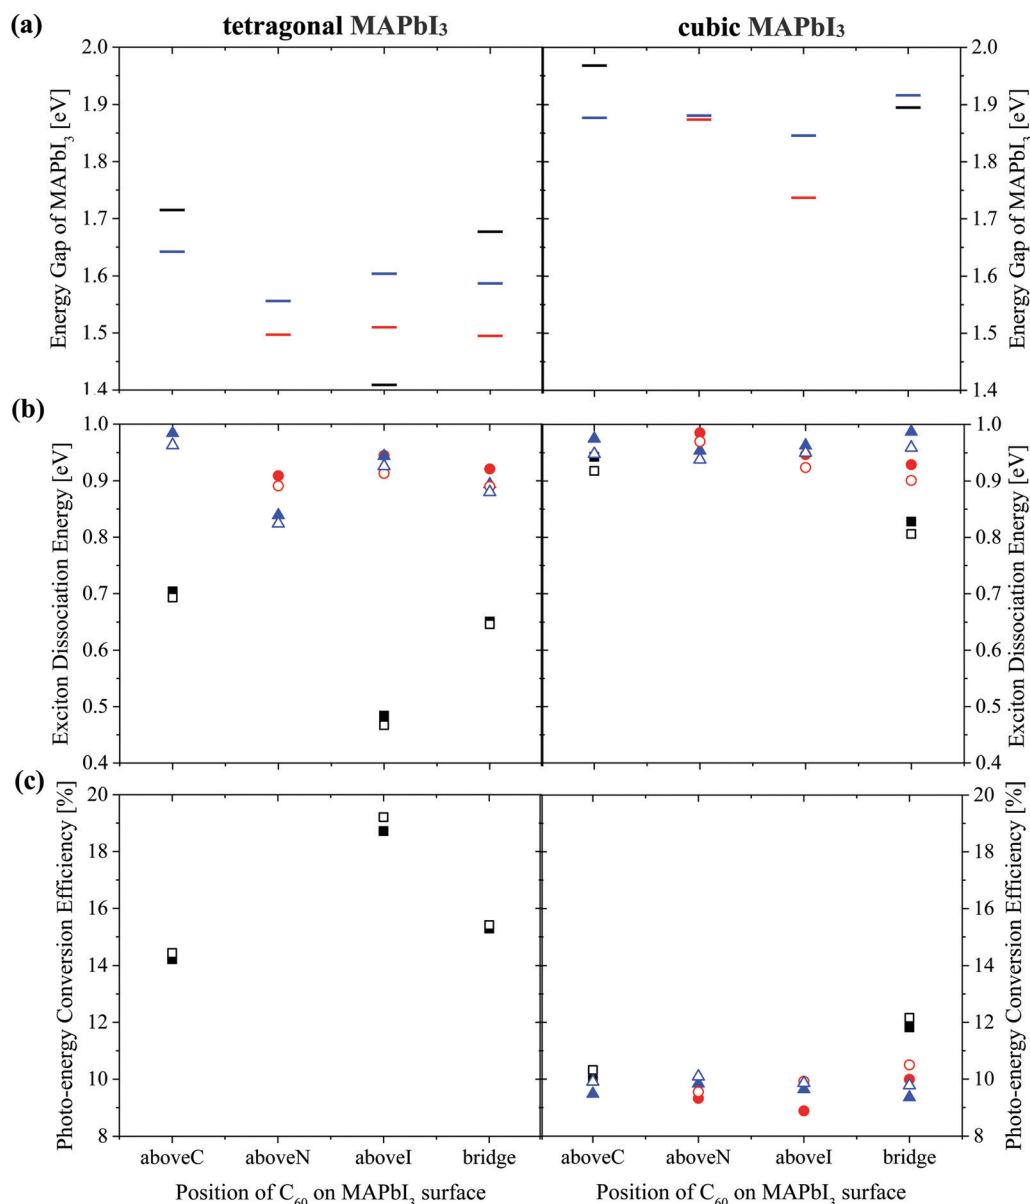 (a)
tetragonal MAPbI₃
cubic MAPbI₃
2.0
1.9
1.8
1.7
1.6
1.5
1.4
Energy Gap of MAPbI₃ [eV]
2.0
1.9
1.8
1.7
1.6
1.5
1.4
Energy Gap of MAPbI₃ [eV]
(b)
1.0
0.9
0.8
0.7
0.6
0.5
0.4
Exciton Dissociation Energy [eV]
1.0
0.9
0.8
0.7
0.6
0.5
0.4
Exciton Dissociation Energy [eV]
(c)
20
18
16
14
12
10
8
Photo-energy Conversion Efficiency [%]
20
18
16
14
12
10
8
Photo-energy Conversion Efficiency [%]
aboveC aboveN aboveI bridge
aboveC aboveN aboveI bridge
Position of C₆₀ on MAPbI₃ surface
Position of C₆₀ on MAPbI₃ surface